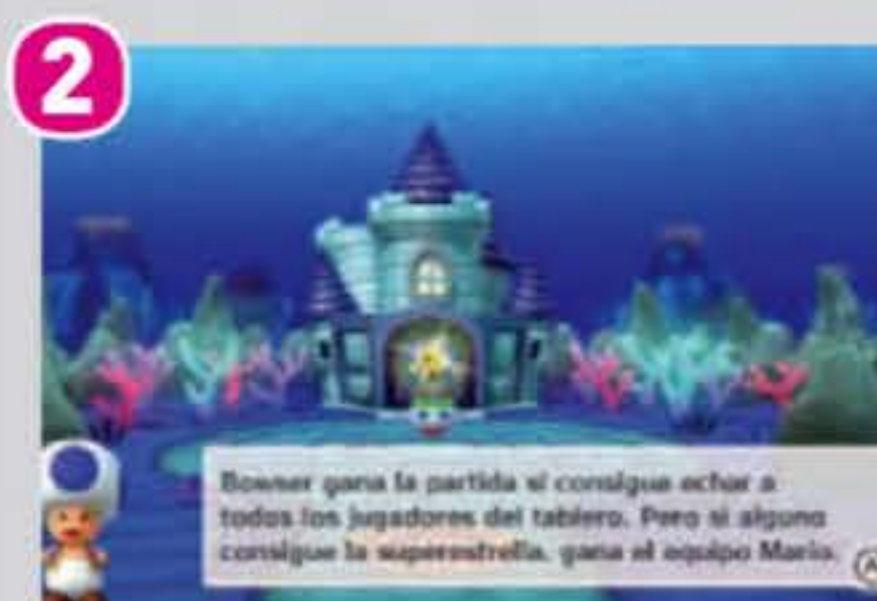 2
Bowser gana la partida si consigue echar a
todos los jugadores del tablero. Pero si alguno
consigue la superestrella, gana el equipo Mario.
A